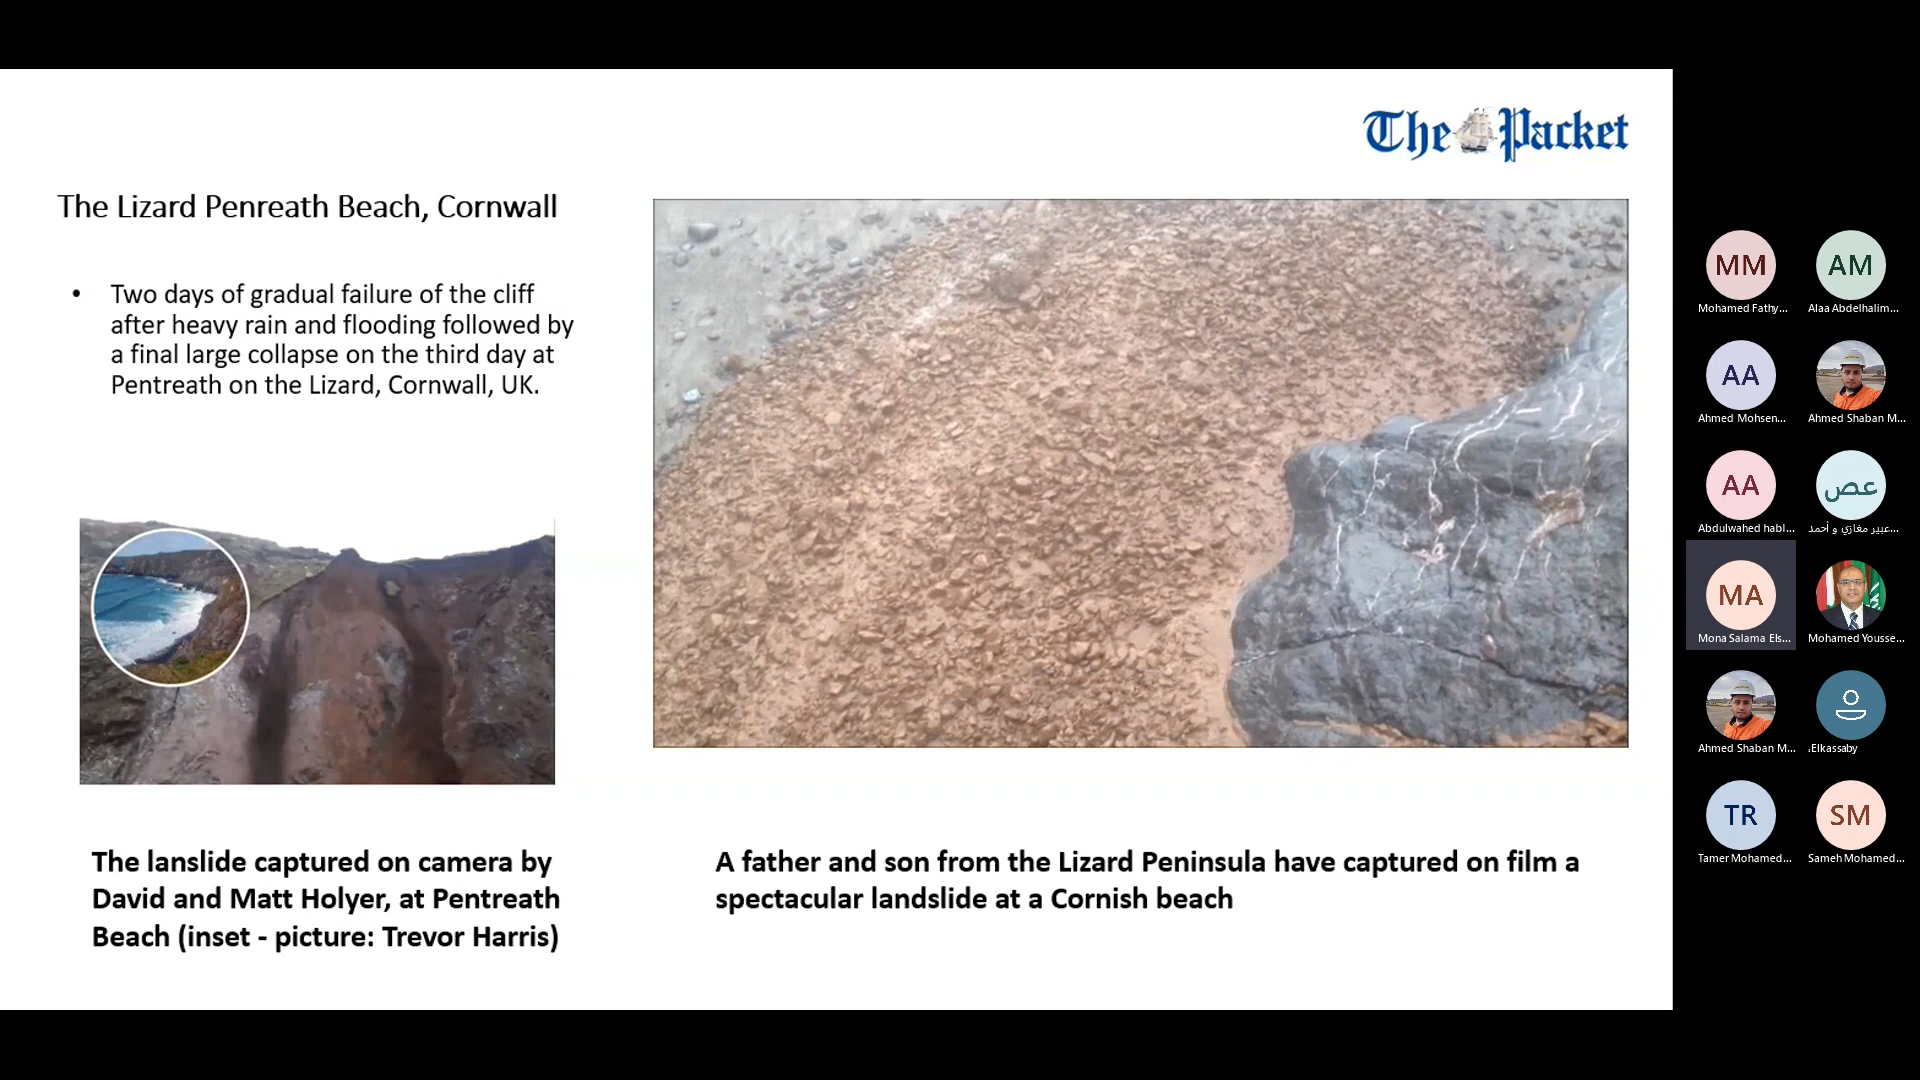 The Packet
The Lizard Penreath Beach, Cornwall
• Two days of gradual failure of the cliff
after heavy rain and flooding followed by
a final large collapse on the third day at
Pentreath on the Lizard, Cornwall, UK.
The lanslide captured on camera by
David and Matt Holyer, at Pentreath
Beach (inset - picture: Trevor Harris)
A father and son from the Lizard Peninsula have captured on film a
spectacular landslide at a Cornish beach
MM
Mohamed Fathy...
AM
Alaa Abdelhalim...
AA
Ahmed Mohsen...
Ahmed Shaban M...
AA
Abdulwahed habl...
عص
عبير مغازي و أحمد...
MA
Mona Salama Els...
Mohamed Yousse...
Ahmed Shaban M...
.Elkassaby
TR
Tamer Mohamed...
SM
Sameh Mohamed...